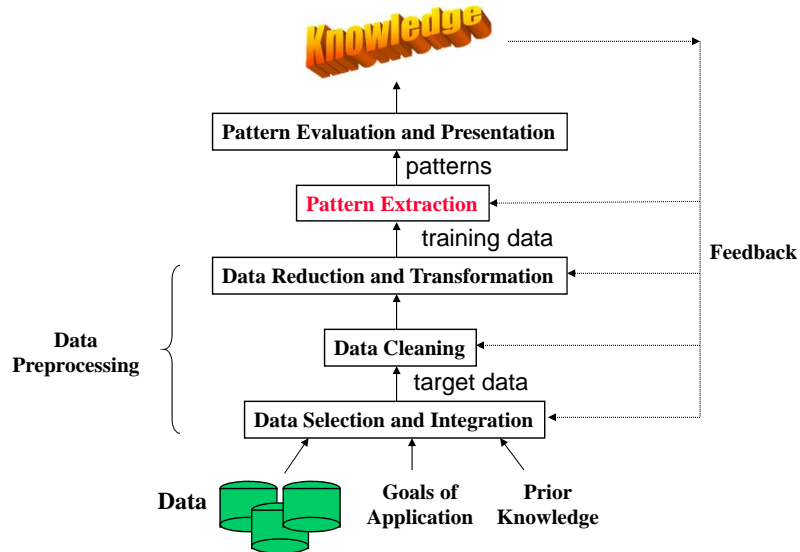 Knowledge
Pattern Evaluation and Presentation
patterns
Pattern Extraction
training data
Feedback
Data Reduction and Transformation
Data
Preprocessing
Data Cleaning
target data
Data Selection and Integration
Data
Goals of
Application
Prior
Knowledge